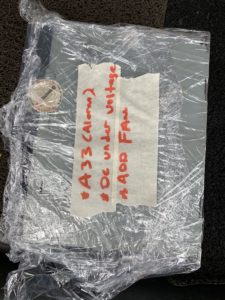 * A33 (Alarm)
* DC under voltage
* ADD FAN